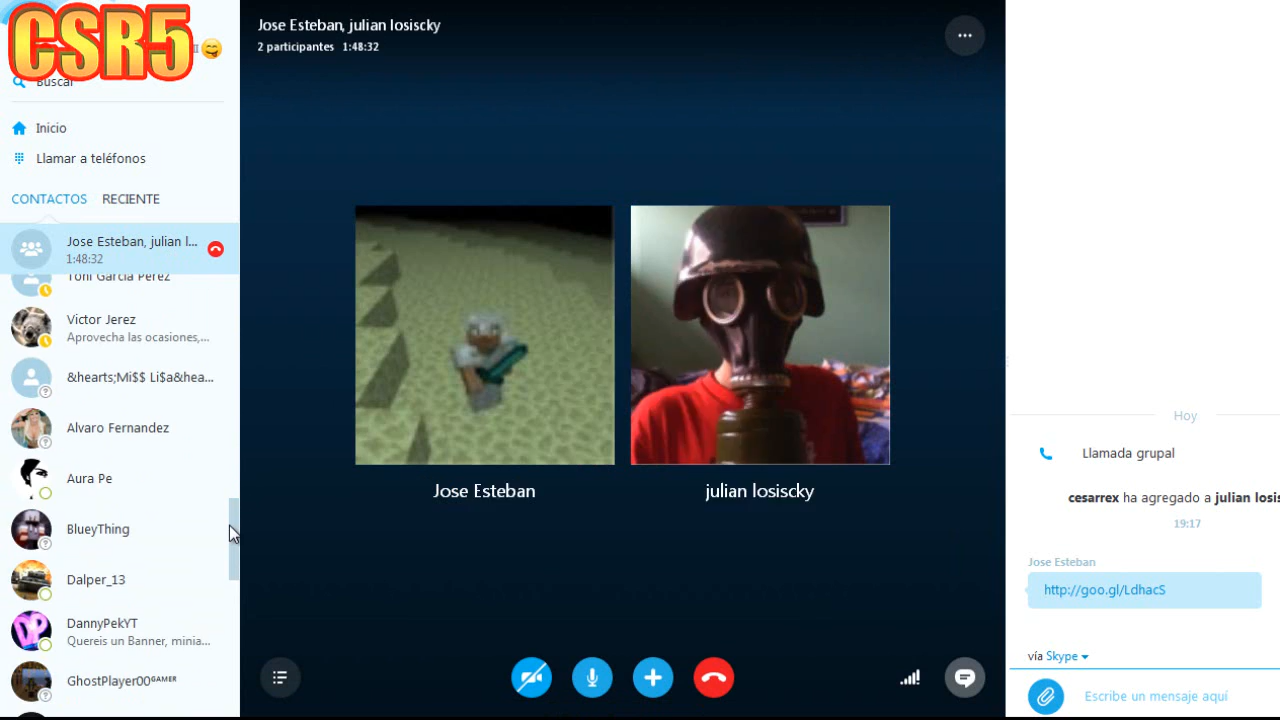 CSR5
Buscar
Inicio
Llamar a teléfonos
CONTACTOS RECIENTE
Jose Esteban, julian l...
1:48:32
Toni Garcia Perez
Victor Jerez
Aprovecha las ocasiones,...
&hearts;Mi$$ Li$a&hea...
Alvaro Fernandez
Aura Pe
BlueyThing
Dalper_13
DannyPekYT
Quereis un Banner, minia...
GhostPlayer00ᴳᴬᴹᴱᴿ
Jose Esteban, julian losiscky
2 participantes 1:48:32
Jose Esteban
julian losiscky
Hoy
Llamada grupal
cesarrex ha agregado a julian losis
19:17
Jose Esteban
http://goo.gl/LdhacS
vía Skype
Escribe un mensaje aquí